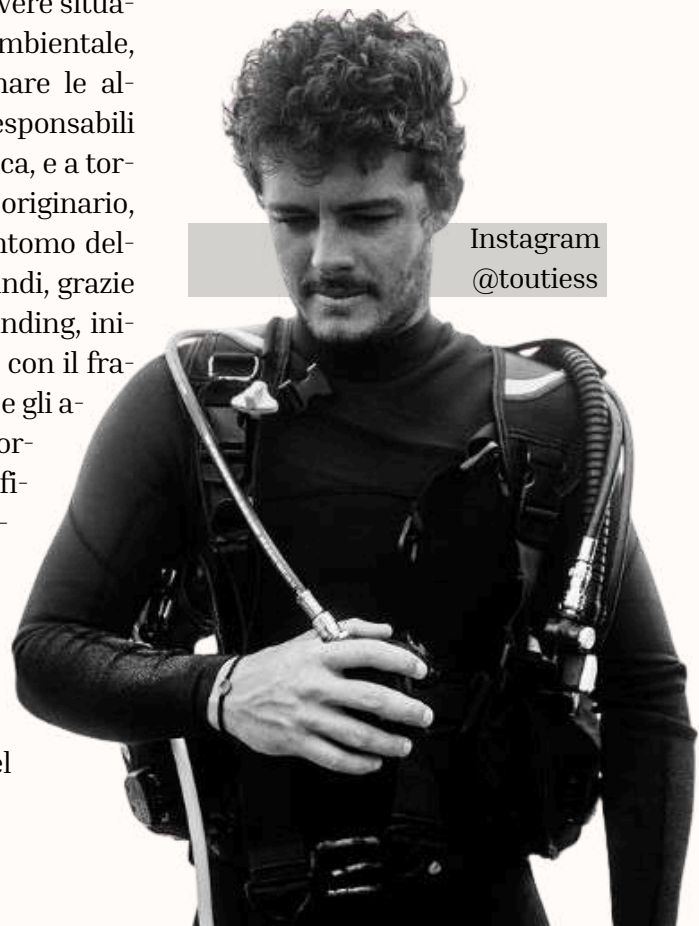 vere situa-
mbientale,
nare le al-
esponsabili
ca, e a tor-
originario,
ntomo del-
ndi, grazie
nding, ini-
con il fra-
e gli a-
or-
fi-
-
el
Instagram
@toutiess